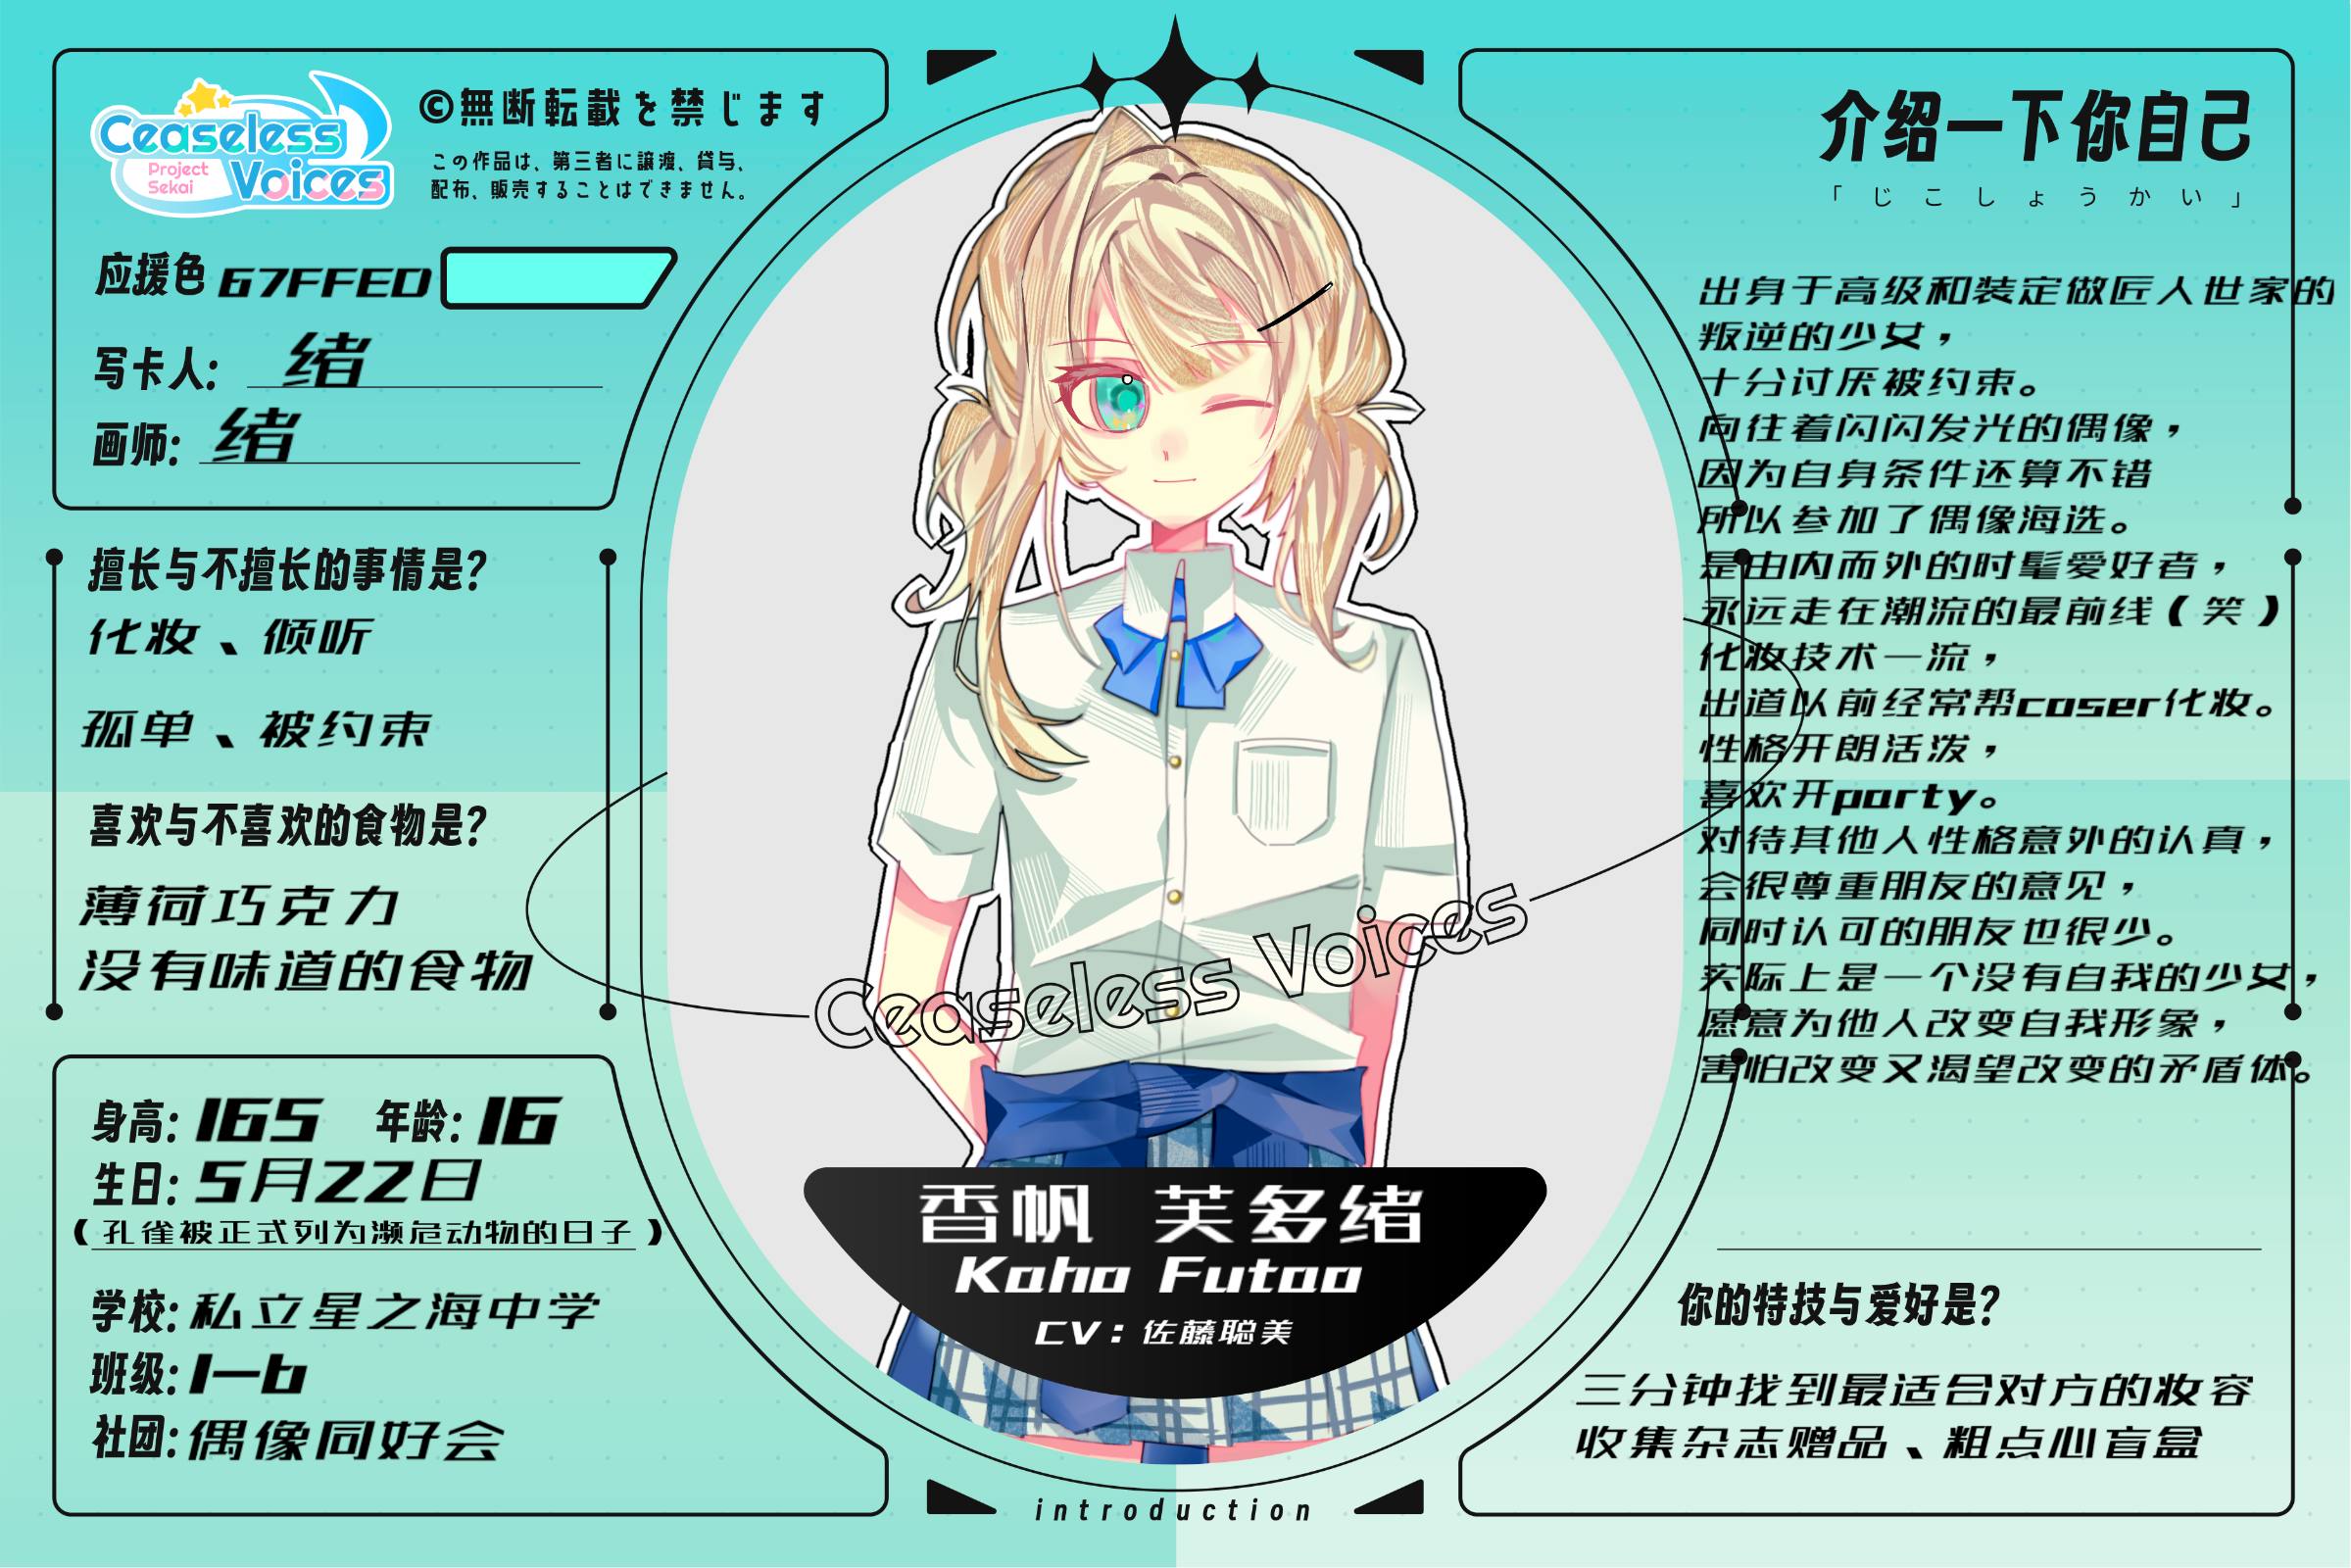 Ceaseless
Project
Sekai
Voices
©無断転載を禁じます
この作品は、第三者に譲渡、貸与、
配布、販売することはできません。
应援色 67FFED
写卡人: 绪
画师: 绪
擅长与不擅长的事情是?
化妆、倾听
孤单、被约束
喜欢与不喜欢的食物是?
薄荷巧克力
没有味道的食物
身高: 165 年龄: 16
生日: 5月22日
(孔雀被正式列为濒危动物的日子)
学校: 私立星之海中学
班级: 1—b
社团: 偶像同好会
Ceaseless Voices
香帆 芙多绪
Kaho Futao
CV：佐藤聪美
introduction
介绍一下你自己
「じこしょうかい」
出身于高级和装定做匠人世家的
叛逆的少女，
十分讨厌被约束。
向往着闪闪发光的偶像，
因为自身条件还算不错
所以参加了偶像海选。
是由内而外的时髦爱好者，
永远走在潮流的最前线(笑)
化妆技术一流，
出道以前经常帮coser化妆。
性格开朗活泼，
喜欢开party。
对待其他人性格意外的认真，
会很尊重朋友的意见，
同时认可的朋友也很少。
实际上是一个没有自我的少女，
愿意为他人改变自我形象，
害怕改变又渴望改变的矛盾体。
你的特技与爱好是?
三分钟找到最适合对方的妆容
收集杂志赠品、粗点心盲盒